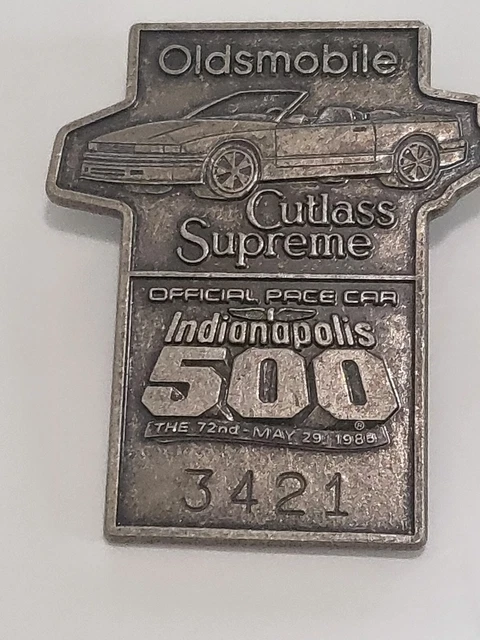 Oldsmobile
Cutlass
Supreme
OFFICIAL PACE CAR
Indianapolis
500
®
THE 72nd - MAY 29, 1988
3421